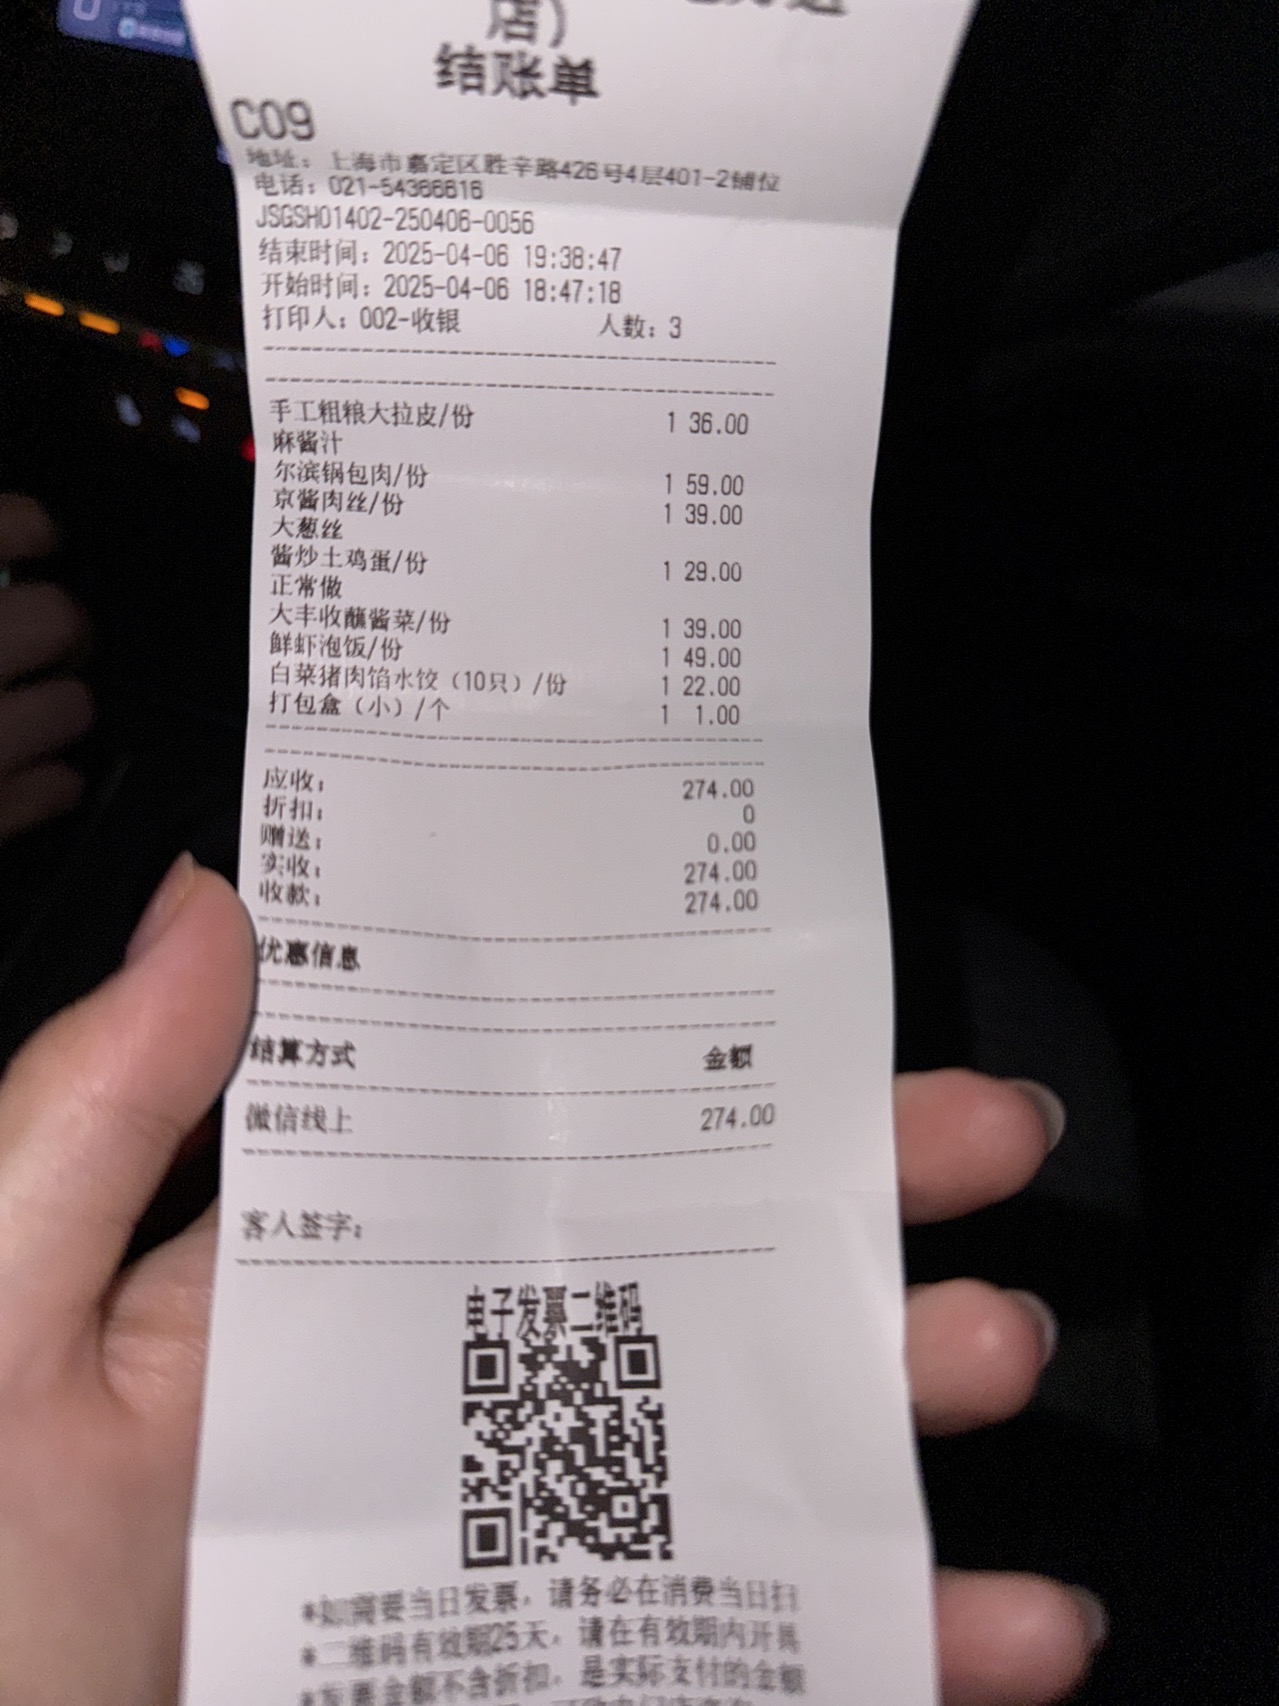 店）
结账单
C09
地址：上海市嘉定区胜辛路426号4层401-2铺位
电话：021-54366616
JSGSH01402-250406-0056
结束时间：2025-04-06 19:38:47
开始时间：2025-04-06 18:47:18
打印人：002-收银 人数：3
手工粗粮大拉皮/份 1 36.00
麻酱汁
尔滨锅包肉/份 1 59.00
京酱肉丝/份 1 39.00
大葱丝
酱炒土鸡蛋/份 1 29.00
正常做
大丰收蘸酱菜/份 1 39.00
鲜虾泡饭/份 1 49.00
白菜猪肉馅水饺（10只）/份 1 22.00
打包盒（小）/个 1 1.00
应收： 274.00
折扣： 0
赠送： 0.00
实收： 274.00
收款： 274.00
优惠信息
结算方式 金额
微信线上 274.00
客人签字：
电子发票二维码
*如需要当日发票，请务必在消费当日扫
*二维码有效期25天，请在有效期内开具
*发票金额不含折扣，是实际支付的金额